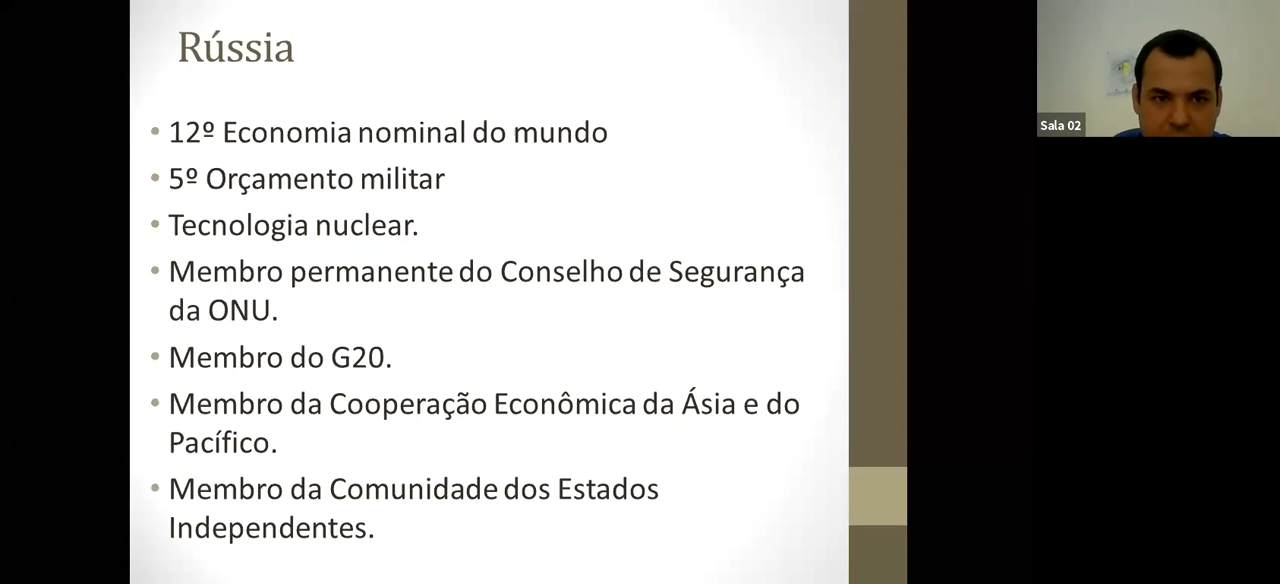 Rússia
• 12º Economia nominal do mundo
• 5º Orçamento militar
• Tecnologia nuclear.
• Membro permanente do Conselho de Segurança
da ONU.
• Membro do G20.
• Membro da Cooperação Econômica da Ásia e do
Pacífico.
• Membro da Comunidade dos Estados
Independentes.
Sala 02